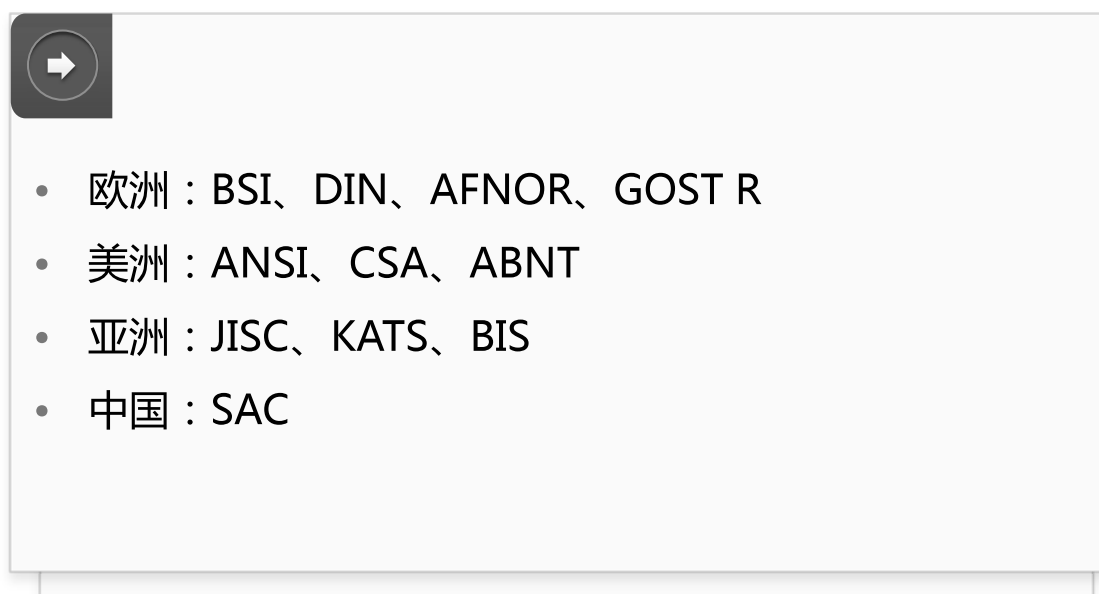 • 欧洲：BSI、DIN、AFNOR、GOST R
• 美洲：ANSI、CSA、ABNT
• 亚洲：JISC、KATS、BIS
• 中国：SAC